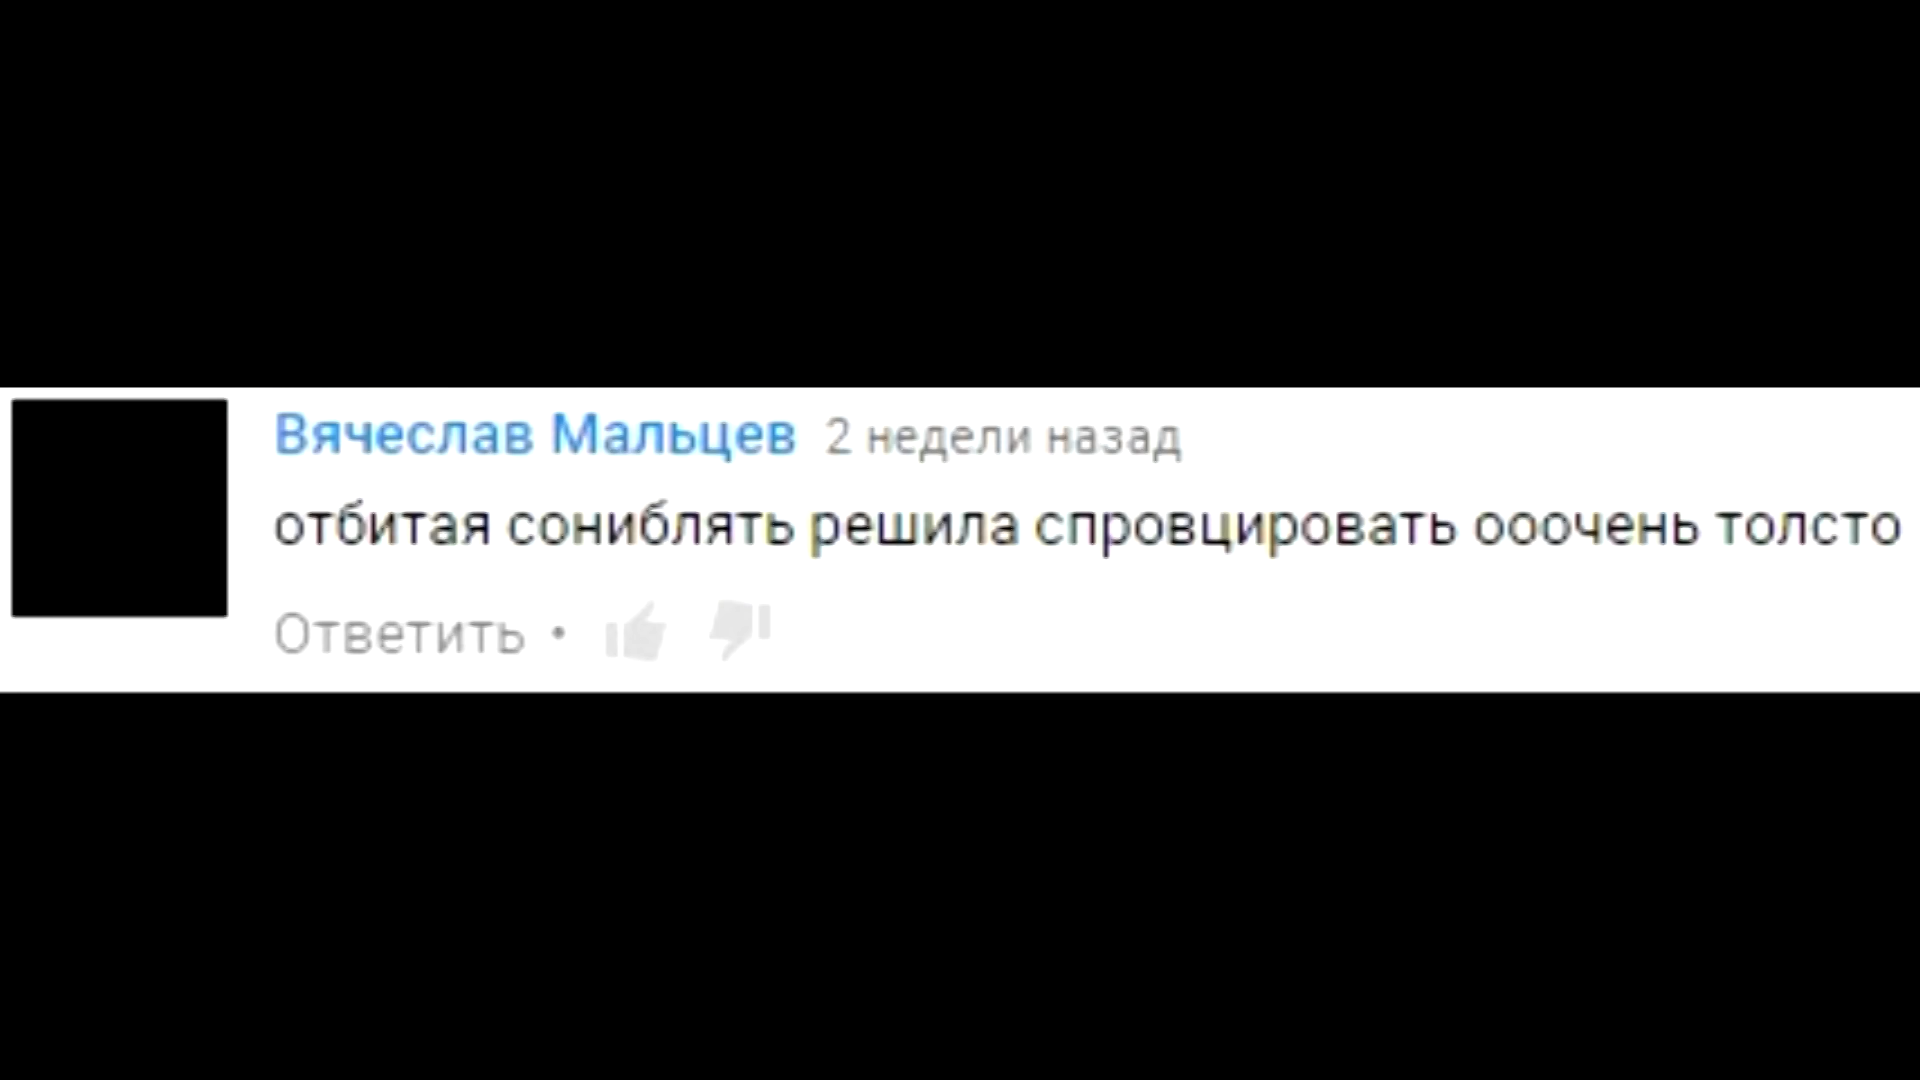 Вячеслав Мальцев 2 недели назад
отбитая сониблять решила спровцировать ооочень толсто
Ответить •